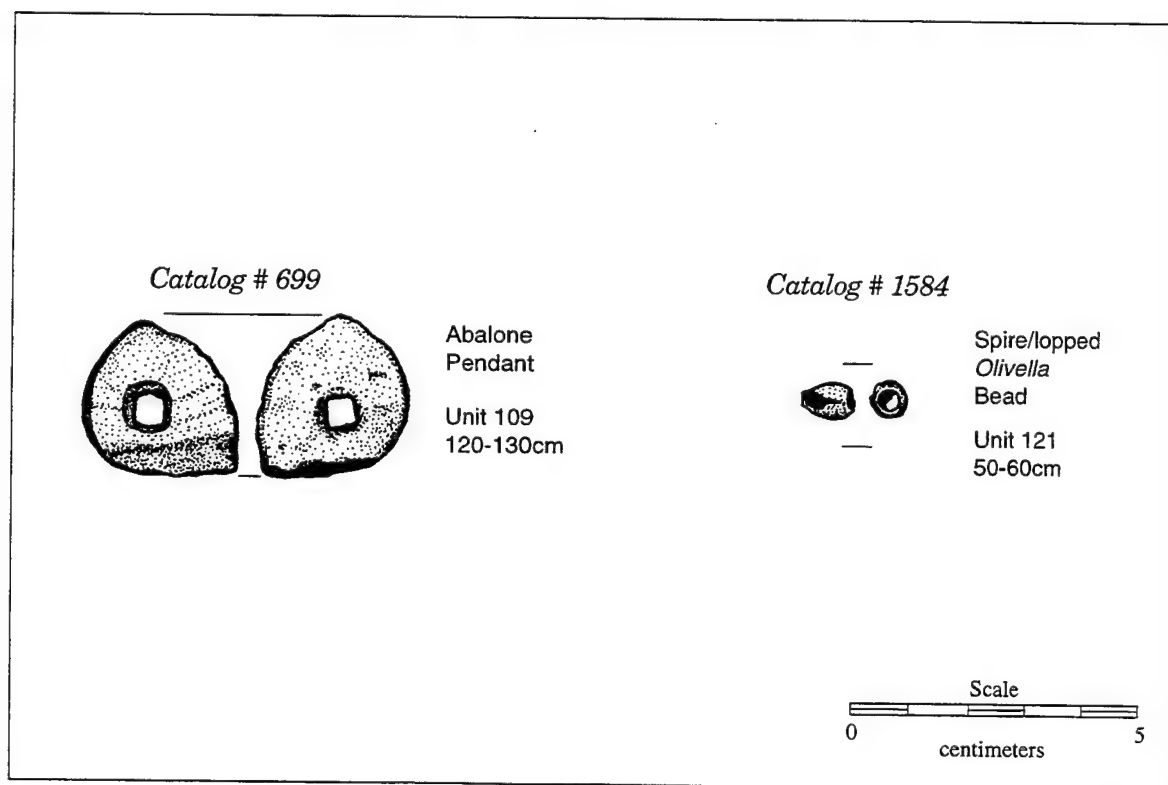 Catalog # 699
Abalone
Pendant
Unit 109
120-130cm
Catalog # 1584
Spire/lopped
Olivella
Bead
Unit 121
50-60cm
Scale
0 5
centimeters